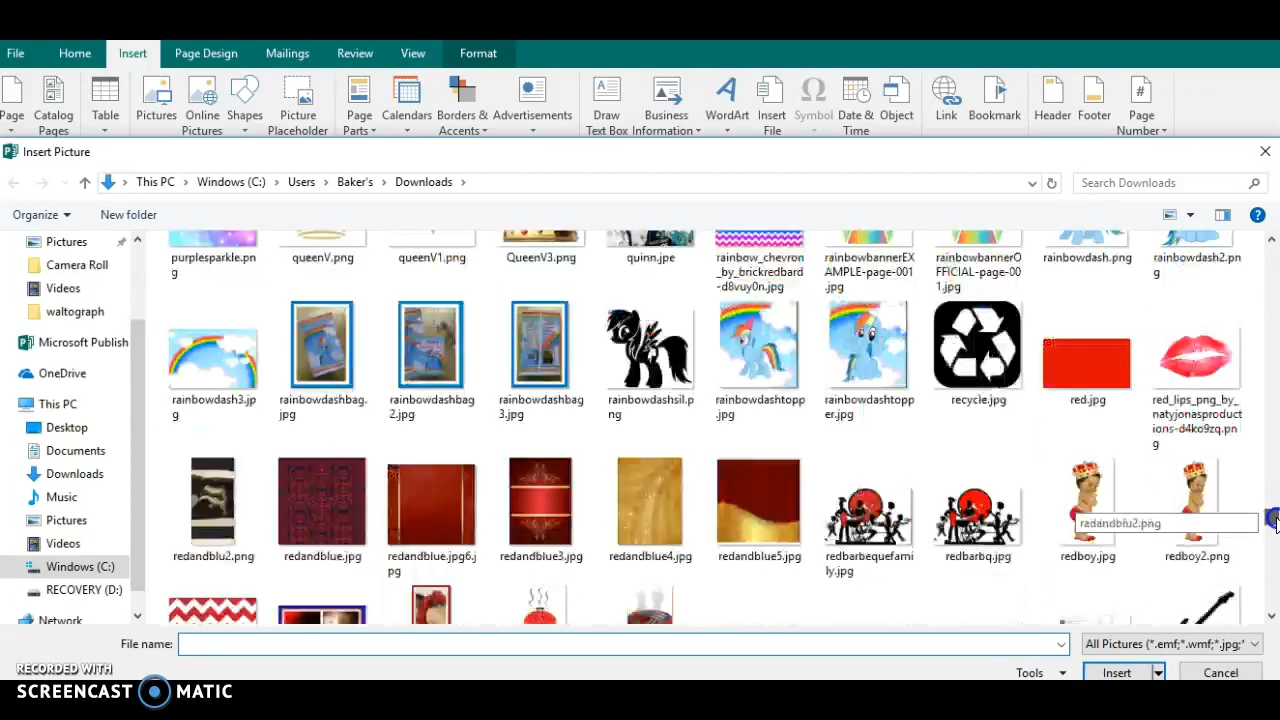 File Home Insert Page Design Mailings Review View Format
Page Catalog Table Pictures Online Shapes Picture Page Calendars Borders & Advertisements Draw Business WordArt Insert Symbol Date & Object Link Bookmark Header Footer Page
Pages Pictures Placeholder Parts Accents Text Box Information File Time Number
Insert Picture
This PC Windows (C:) Users Baker's Downloads
Search Downloads
Organize New folder
Pictures
Camera Roll
Videos
waltograph
Microsoft Publish
OneDrive
This PC
Desktop
Documents
Downloads
Music
Pictures
Videos
Windows (C:)
RECOVERY (D:)
Network
purplesparkle.pn
g
queenV.png
queenV1.png
QueenV3.png
quinn.jpe
rainbow_chevron
_by_brickredbard
-d8vuy0n.jpg
rainbowbannerEX
AMPLE-page-001
.jpg
rainbowbannerO
FFICIAL-page-00
1.jpg
rainbowdash.png
rainbowdash2.pn
g
rainbowdash3.jp
g
rainbowdashbag.
jpg
rainbowdashbag
2.jpg
rainbowdashbag
3.jpg
rainbowdashsil.p
ng
rainbowdashtopp
.jpg
rainbowdashtopp
er.jpg
recycle.jpg
red.jpg
red_lips_png_by_
natyjonasproduct
ions-d4ko9zq.pn
g
redandblu2.png
redandblue.jpg
redandblue.jpg6.j
pg
redandblue3.jpg
redandblue4.jpg
redandblue5.jpg
redbarbequefami
ly.jpg
redbarbq.jpg
redboy.jpg
redboy2.png
radandblu2.png
File name:
All Pictures (*.emf;*.wmf;*.jpg;*
Tools Insert Cancel
RECORDED WITH
SCREENCAST MATIC